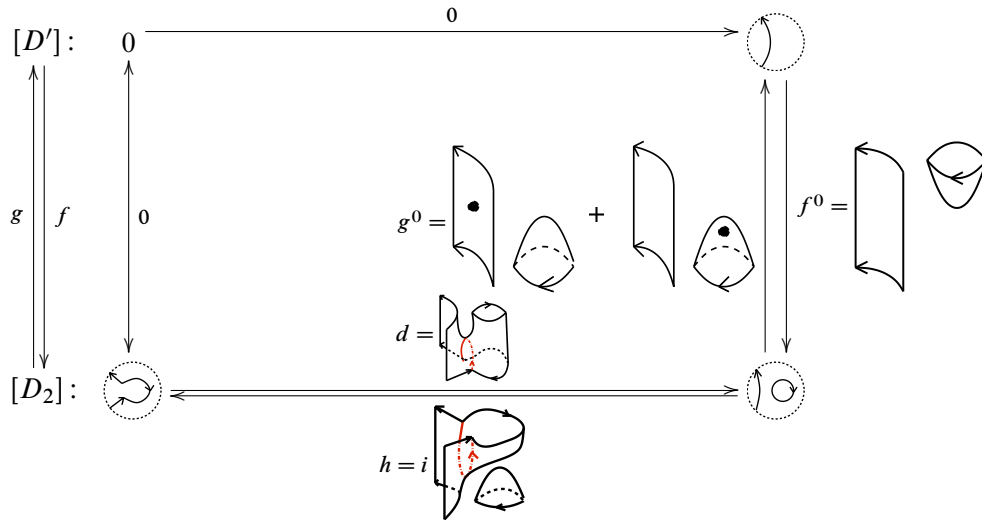 0
[D′]: 0
g f 0 g⁰ = + f⁰ =
d =
[D₂]:
h = i